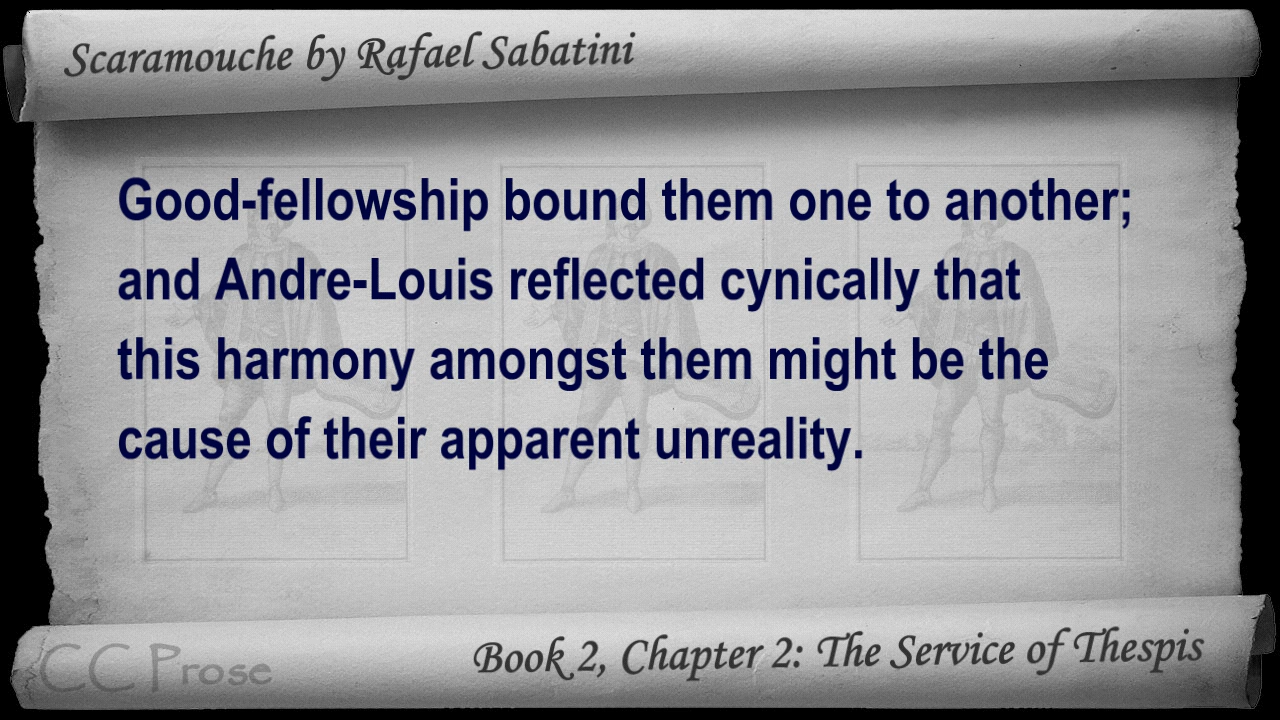 Scaramouche by Rafael Sabatini
Good-fellowship bound them one to another;
and Andre-Louis reflected cynically that
this harmony amongst them might be the
cause of their apparent unreality.
Book 2, Chapter 2: The Service of Thespis
CC Prose